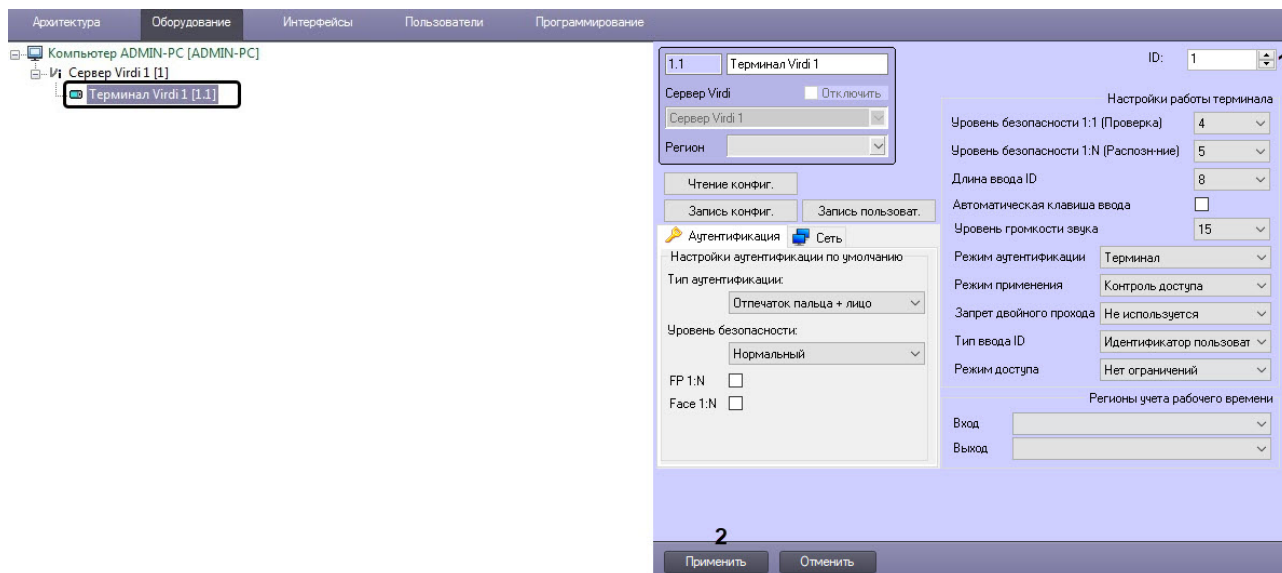 Архитектура Оборудование Интерфейсы Пользователи Программирование
Компьютер ADMIN-PC [ADMIN-PC]
Сервер Virdi 1 [1]
Терминал Virdi 1 [1.1]
1.1 Терминал Virdi 1
Сервер Virdi Отключить
Сервер Virdi 1
Регион
Чтение конфиг.
Запись конфиг. Запись пользоват.
Аутентификация Сеть
Настройки аутентификации по умолчанию
Тип аутентификации:
Отпечаток пальца + лицо
Уровень безопасности:
Нормальный
FP 1:N
Face 1:N
ID: 1
Настройки работы терминала
Уровень безопасности 1:1 (Проверка) 4
Уровень безопасности 1:N (Распозн-ние) 5
Длина ввода ID 8
Автоматическая клавиша ввода
Уровень громкости звука 15
Режим аутентификации Терминал
Режим применения Контроль доступа
Запрет двойного прохода Не используется
Тип ввода ID Идентификатор пользоват
Режим доступа Нет ограничений
Регионы учета рабочего времени
Вход
Выход
2
Применить Отменить